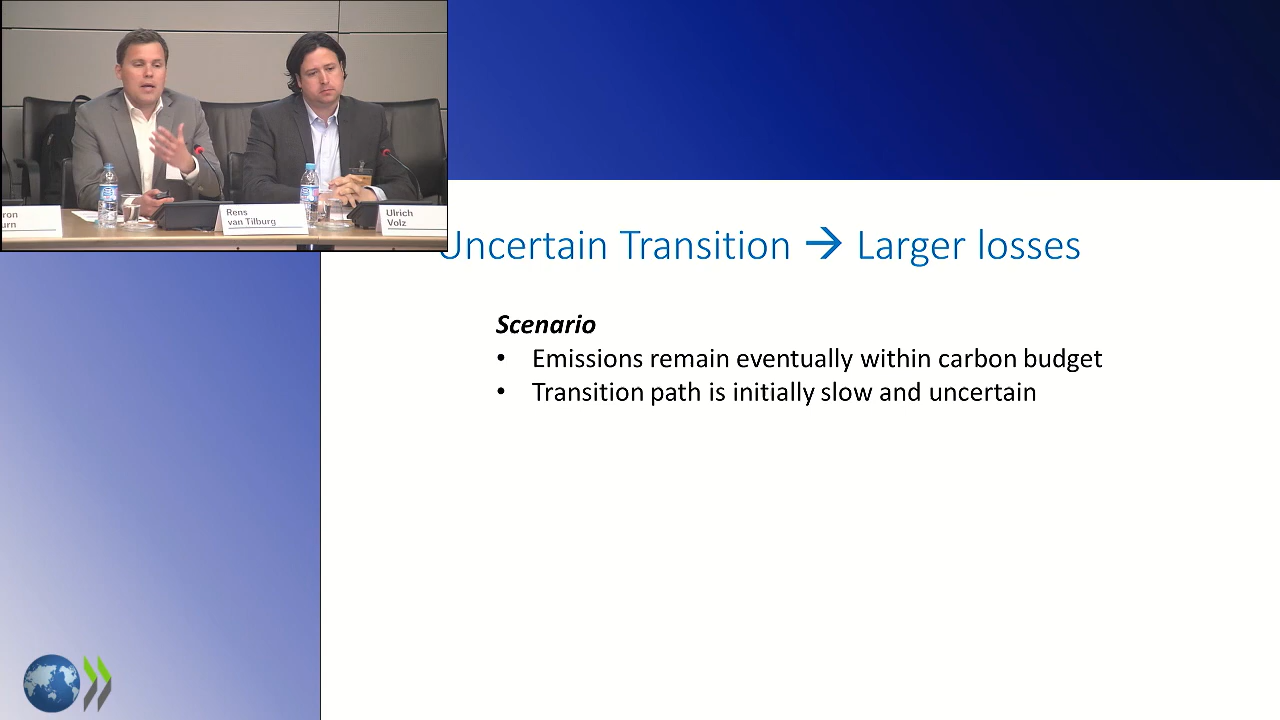 Rens
van Tilburg
Ulrich
Volz
Uncertain Transition → Larger losses
Scenario
• Emissions remain eventually within carbon budget
• Transition path is initially slow and uncertain